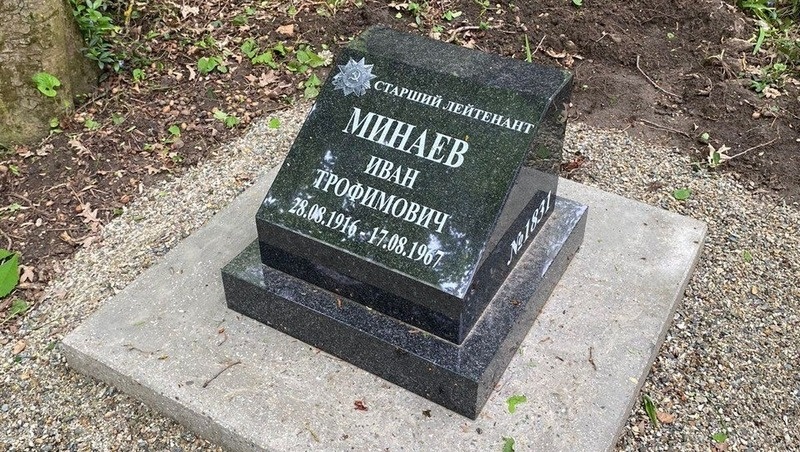 СТАРШИЙ ЛЕЙТЕНАНТ
МИНАЕВ
ИВАН
ТРОФИМОВИЧ
28.08.1916 - 17.08.1967
№1831